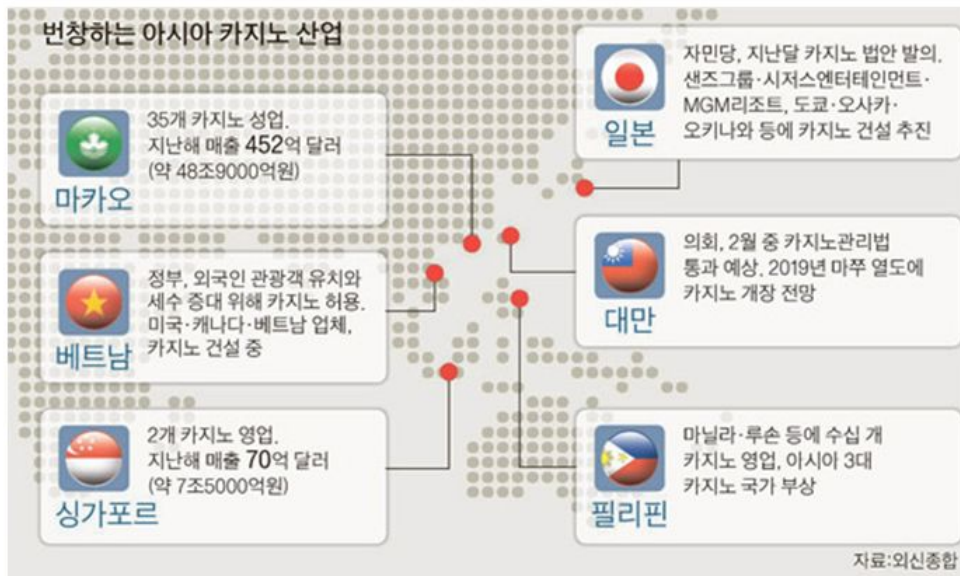 번창하는 아시아 카지노 산업
35개 카지노 성업.
지난해 매출 452억 달러
(약 48조9000억원)
마카오
정부, 외국인 관광객 유치와
세수 증대 위해 카지노 허용.
미국·캐나다·베트남 업체,
카지노 건설 중
베트남
2개 카지노 영업.
지난해 매출 70억 달러
(약 7조5000억원)
싱가포르
자민당, 지난달 카지노 법안 발의.
샌즈그룹·시저스엔터테인먼트·
MGM리조트, 도쿄·오사카·
오키나와 등에 카지노 건설 추진
일본
의회, 2월 중 카지노관리법
통과 예상. 2019년 마쭈 열도에
카지노 개장 전망
대만
마닐라·루손 등에 수십 개
카지노 영업, 아시아 3대
카지노 국가 부상
필리핀
자료:외신종합